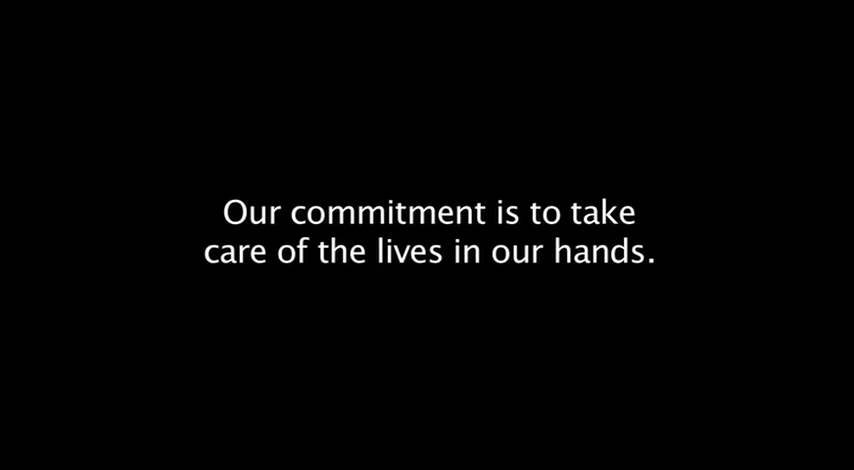 Our commitment is to take
care of the lives in our hands.